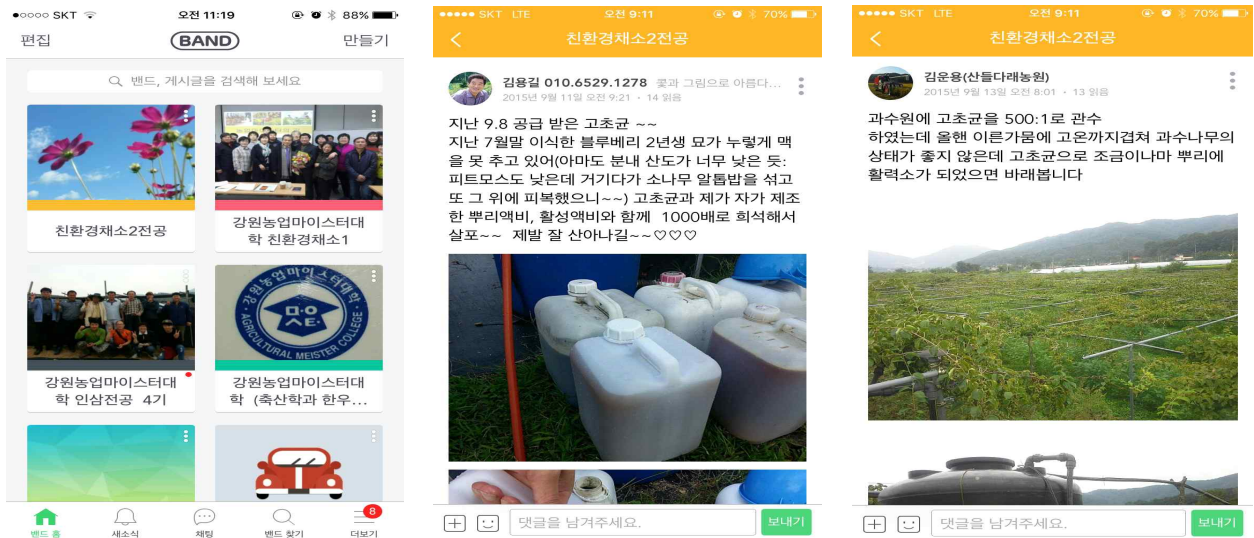 SKT 오전 11:19 88%
편집 BAND 만들기
밴드, 게시글을 검색해 보세요
친환경채소2전공
강원농업마이스터대
학 친환경채소1
강원농업마이스터대학
AGRICULTURAL MEISTER COLLEGE
강원농업마이스터대
학 인삼전공 4기
강원농업마이스터대
학 (축산학과 한우...
8
밴드 홈 새소식 채팅 밴드 찾기 더보기
SKT LTE 오전 9:11 70%
친환경채소2전공
김용길 010.6529.1278 꽃과 그림으로 아름다...
2015년 9월 11일 오전 9:21 · 14 읽음
지난 9.8 공급 받은 고초균 ~~
지난 7월말 이식한 블루베리 2년생 묘가 누렇게 맥
을 못 추고 있어(아마도 분내 산도가 너무 낮은 듯:
피트모스도 낮은데 거기다가 소나무 알톱밥을 섞고
또 그 위에 피복했으니~~) 고초균과 제가 자가 제조
한 뿌리액비, 활성액비와 함께 1000배로 희석해서
살포~~ 제발 잘 산아나길~~♡♡♡
댓글을 남겨주세요. 보내기
SKT LTE 오전 9:11 70%
친환경채소2전공
김운용(산들다래농원)
2015년 9월 13일 오전 8:01 · 13 읽음
과수원에 고초균을 500:1로 관수
하였는데 올핸 이른가뭄에 고온까지겹쳐 과수나무의
상태가 좋지 않은데 고초균으로 조금이나마 뿌리에
활력소가 되었으면 바래봅니다
댓글을 남겨주세요. 보내기